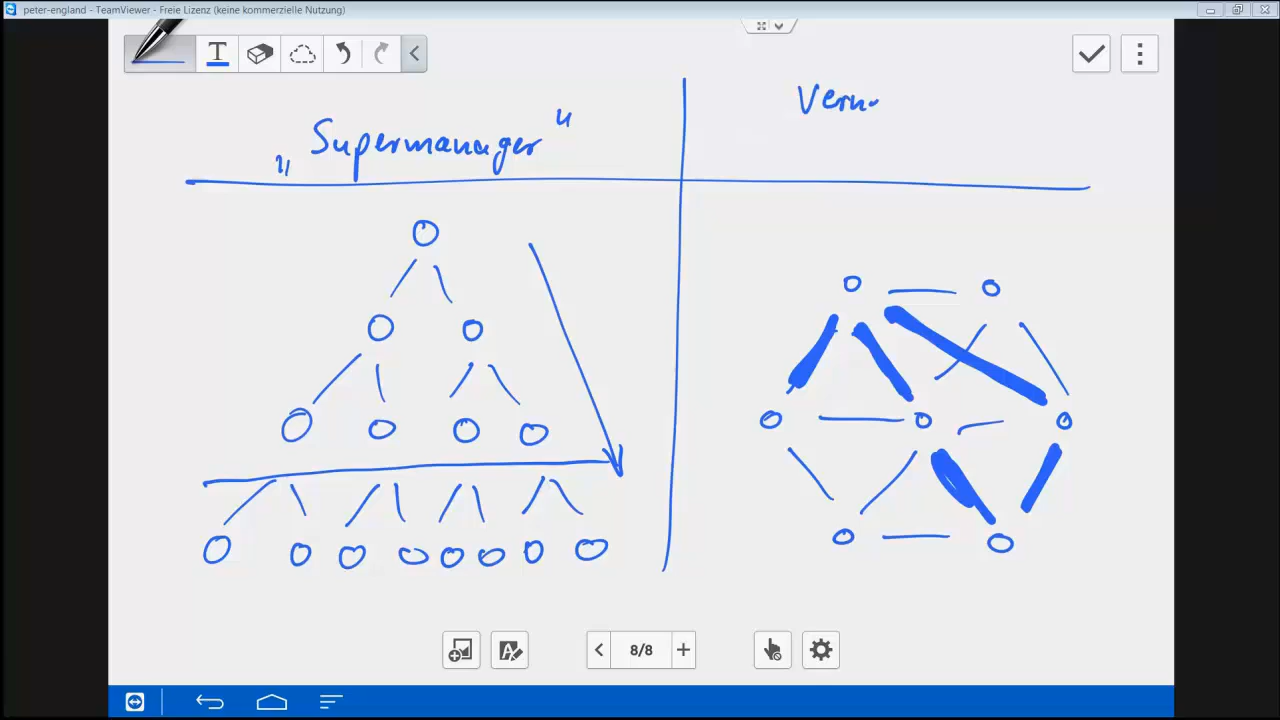 peter-england - TeamViewer - Freie Lizenz (keine kommerzielle Nutzung)
T
„Supermanager"
Vern
A
8/8